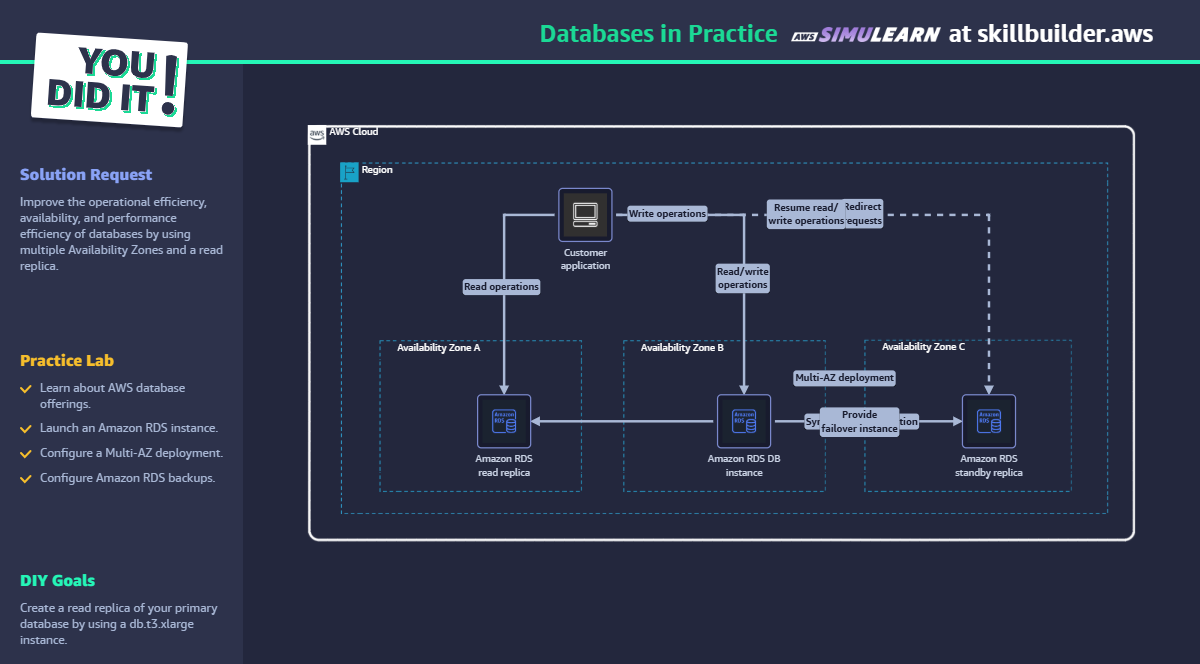 Databases in Practice AWS SIMULEARN at skillbuilder.aws
YOU
DID IT!
Solution Request
Improve the operational efficiency,
availability, and performance
efficiency of databases by using
multiple Availability Zones and a read
replica.
Practice Lab
Learn about AWS database
offerings.
Launch an Amazon RDS instance.
Configure a Multi-AZ deployment.
Configure Amazon RDS backups.
DIY Goals
Create a read replica of your primary
database by using a db.t3.xlarge
instance.
aws AWS Cloud
Region
Customer
application
Write operations
Resume read/
write operations
Read operations
Read/write
operations
Availability Zone A
Availability Zone B
Availability Zone C
Multi-AZ deployment
Provide
failover instance
Amazon
RDS
Amazon
RDS
Amazon
RDS
Amazon RDS
read replica
Amazon RDS DB
instance
Amazon RDS
standby replica